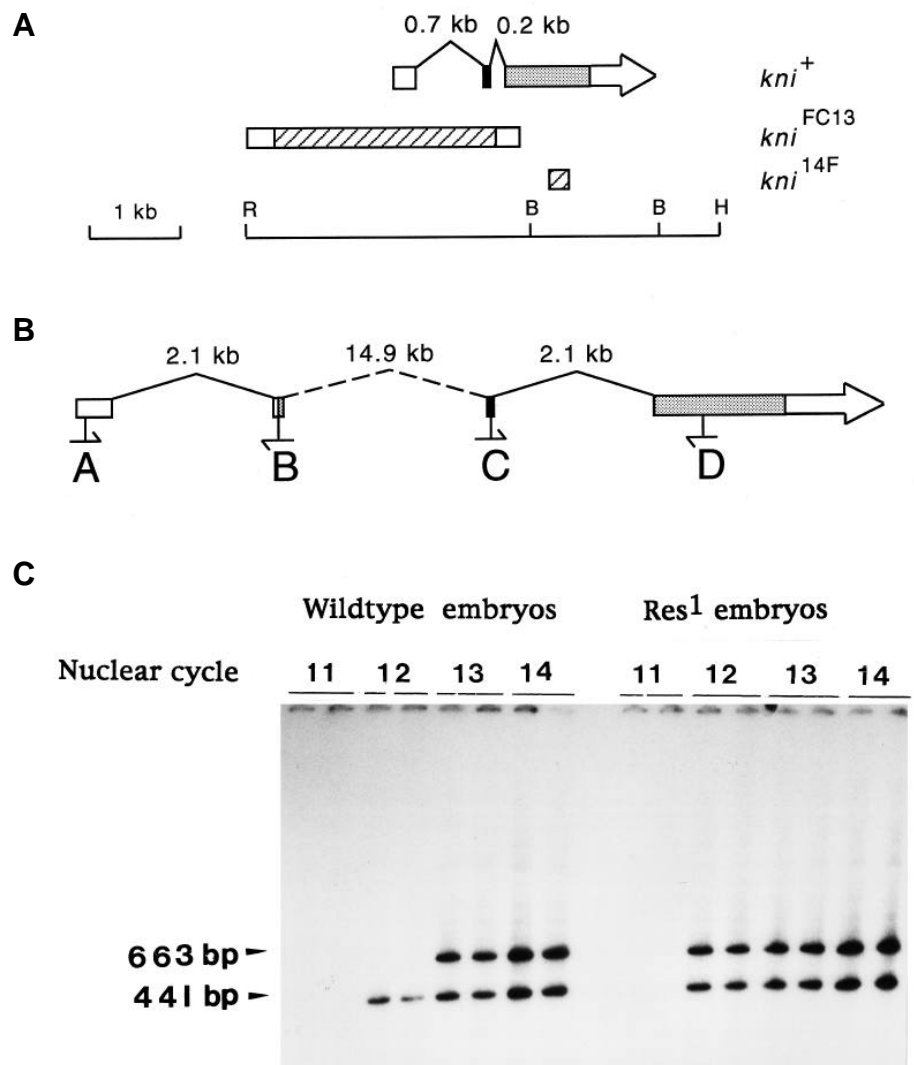 A
0.7 kb 0.2 kb
kni+
kniFC13
kni14F
1 kb R B B H
B
2.1 kb 14.9 kb 2.1 kb
A B C D
C
Wildtype embryos Res1 embryos
Nuclear cycle 11 12 13 14 11 12 13 14
663 bp
441 bp